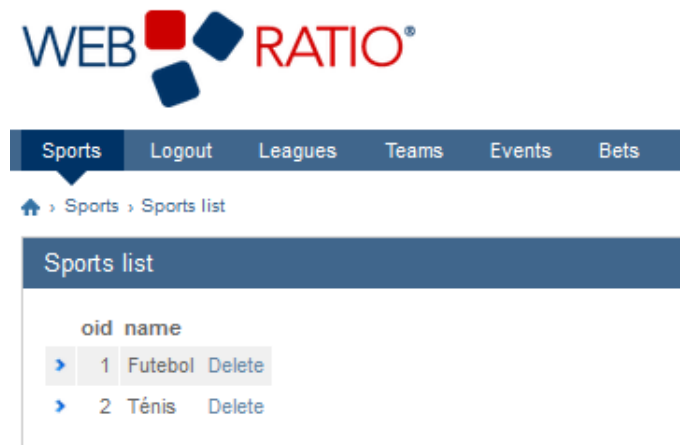 WEB RATIO®
Sports Logout Leagues Teams Events Bets
› Sports › Sports list
Sports list
oid name
1 Futebol Delete
2 Ténis Delete